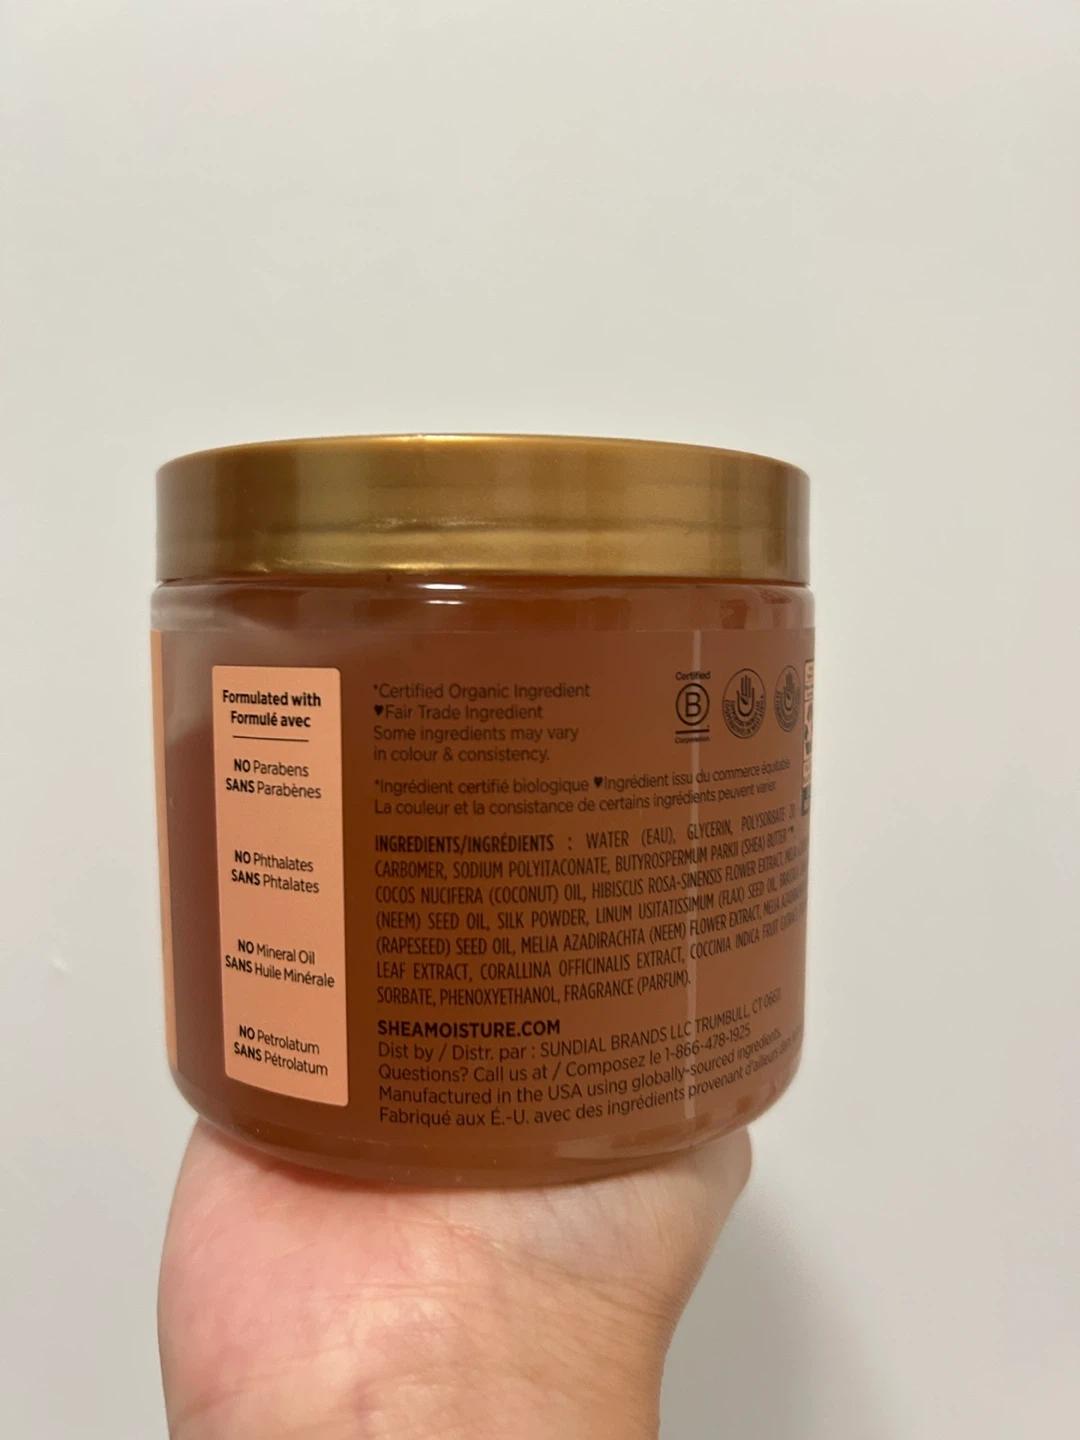 Formulated with
Formulé avec
NO Parabens
SANS Parabènes
NO Phthalates
SANS Phtalates
NO Mineral Oil
SANS Huile Minérale
NO Petrolatum
SANS Pétrolatum
*Certified Organic Ingredient
♥Fair Trade Ingredient
Some ingredients may vary
in colour & consistency.
*Ingrédient certifié biologique ♥Ingrédient issu du commerce équitable
La couleur et la consistance de certains ingrédients peuvent varier.
Certified
B
Corporation
INGREDIENTS/INGRÉDIENTS : WATER (EAU), GLYCERIN, POLYSORBATE
CARBOMER, SODIUM POLYITACONATE, BUTYROSPERMUM PARKII (SHEA) BUTTER*♥,
COCOS NUCIFERA (COCONUT) OIL, HIBISCUS ROSA-SINENSIS FLOWER EXTRACT, MELIA
(NEEM) SEED OIL, SILK POWDER, LINUM USITATISSIMUM (FLAX) SEED OIL,
(RAPESEED) SEED OIL, MELIA AZADIRACHTA (NEEM) FLOWER EXTRACT, MELIA
LEAF EXTRACT, CORALLINA OFFICINALIS EXTRACT, COCCINIA INDICA FRUIT EXTRACT,
SORBATE, PHENOXYETHANOL, FRAGRANCE (PARFUM).
SHEAMOISTURE.COM
Dist by / Distr. par : SUNDIAL BRANDS LLC TRUMBULL, CT 06611
Questions? Call us at / Composez le 1-866-478-1925
Manufactured in the USA using globally-sourced ingredients.
Fabriqué aux É.-U. avec des ingrédients provenant d'ailleurs dans